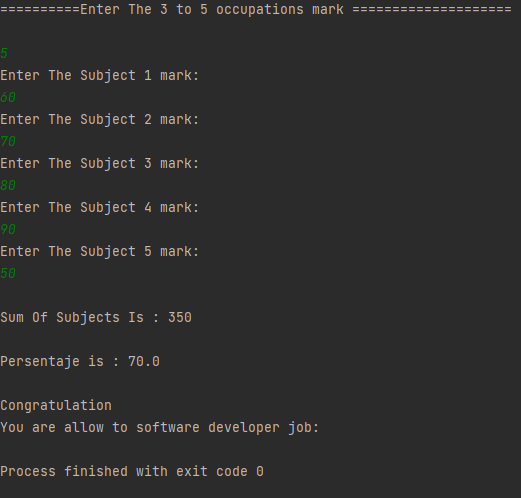 ==========Enter The 3 to 5 occupations mark ====================
5
Enter The Subject 1 mark:
60
Enter The Subject 2 mark:
70
Enter The Subject 3 mark:
80
Enter The Subject 4 mark:
90
Enter The Subject 5 mark:
50
Sum Of Subjects Is : 350
Persentaje is : 70.0
Congratulation
You are allow to software developer job:
Process finished with exit code 0